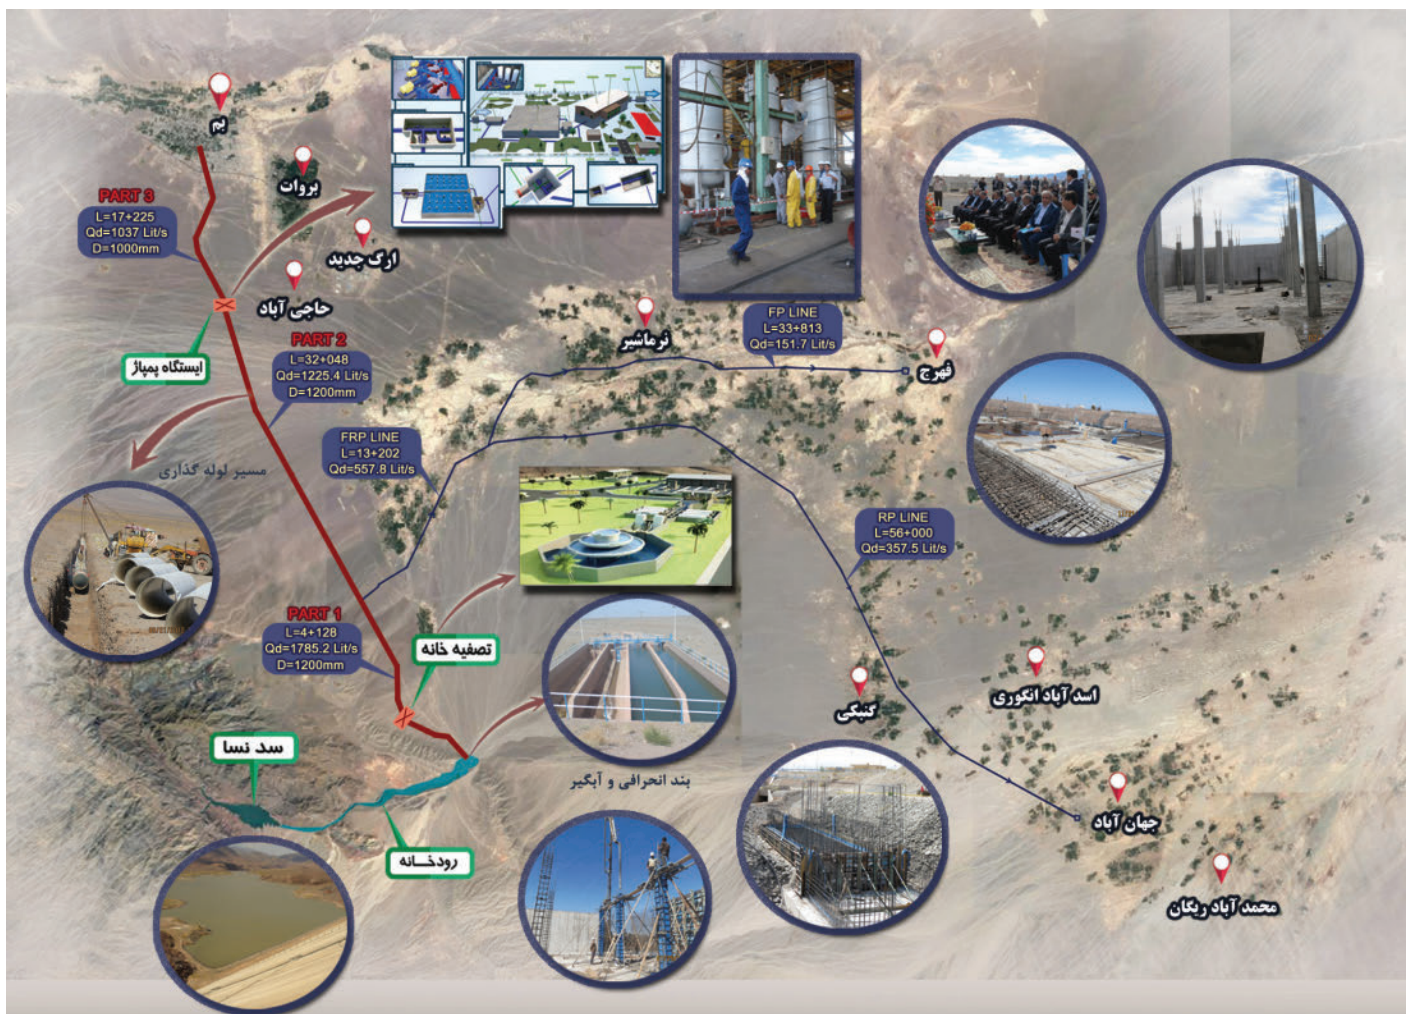 بم
بروات
PART 3
L=17+225
Qd=1037 Lit/s
D=1000mm
ارگ جدید
حاجی آباد
نرماشیر
FP LINE
L=33+813
Qd=151.7 Lit/s
فهرج
PART 2
L=32+048
Qd=1225.4 Lit/s
D=1200mm
ایستگاه پمپاژ
FRP LINE
L=13+202
Qd=557.8 Lit/s
مسیر لوله گذاری
RP LINE
L=56+000
Qd=357.5 Lit/s
PART 1
L=4+128
Qd=1785.2 Lit/s
D=1200mm
تصفیه خانه
اسد آباد انگوری
گنبکی
سد نسا
بند انحرافی و آبگیر
جهان آباد
رودخـــانه
محمد آباد ریگان